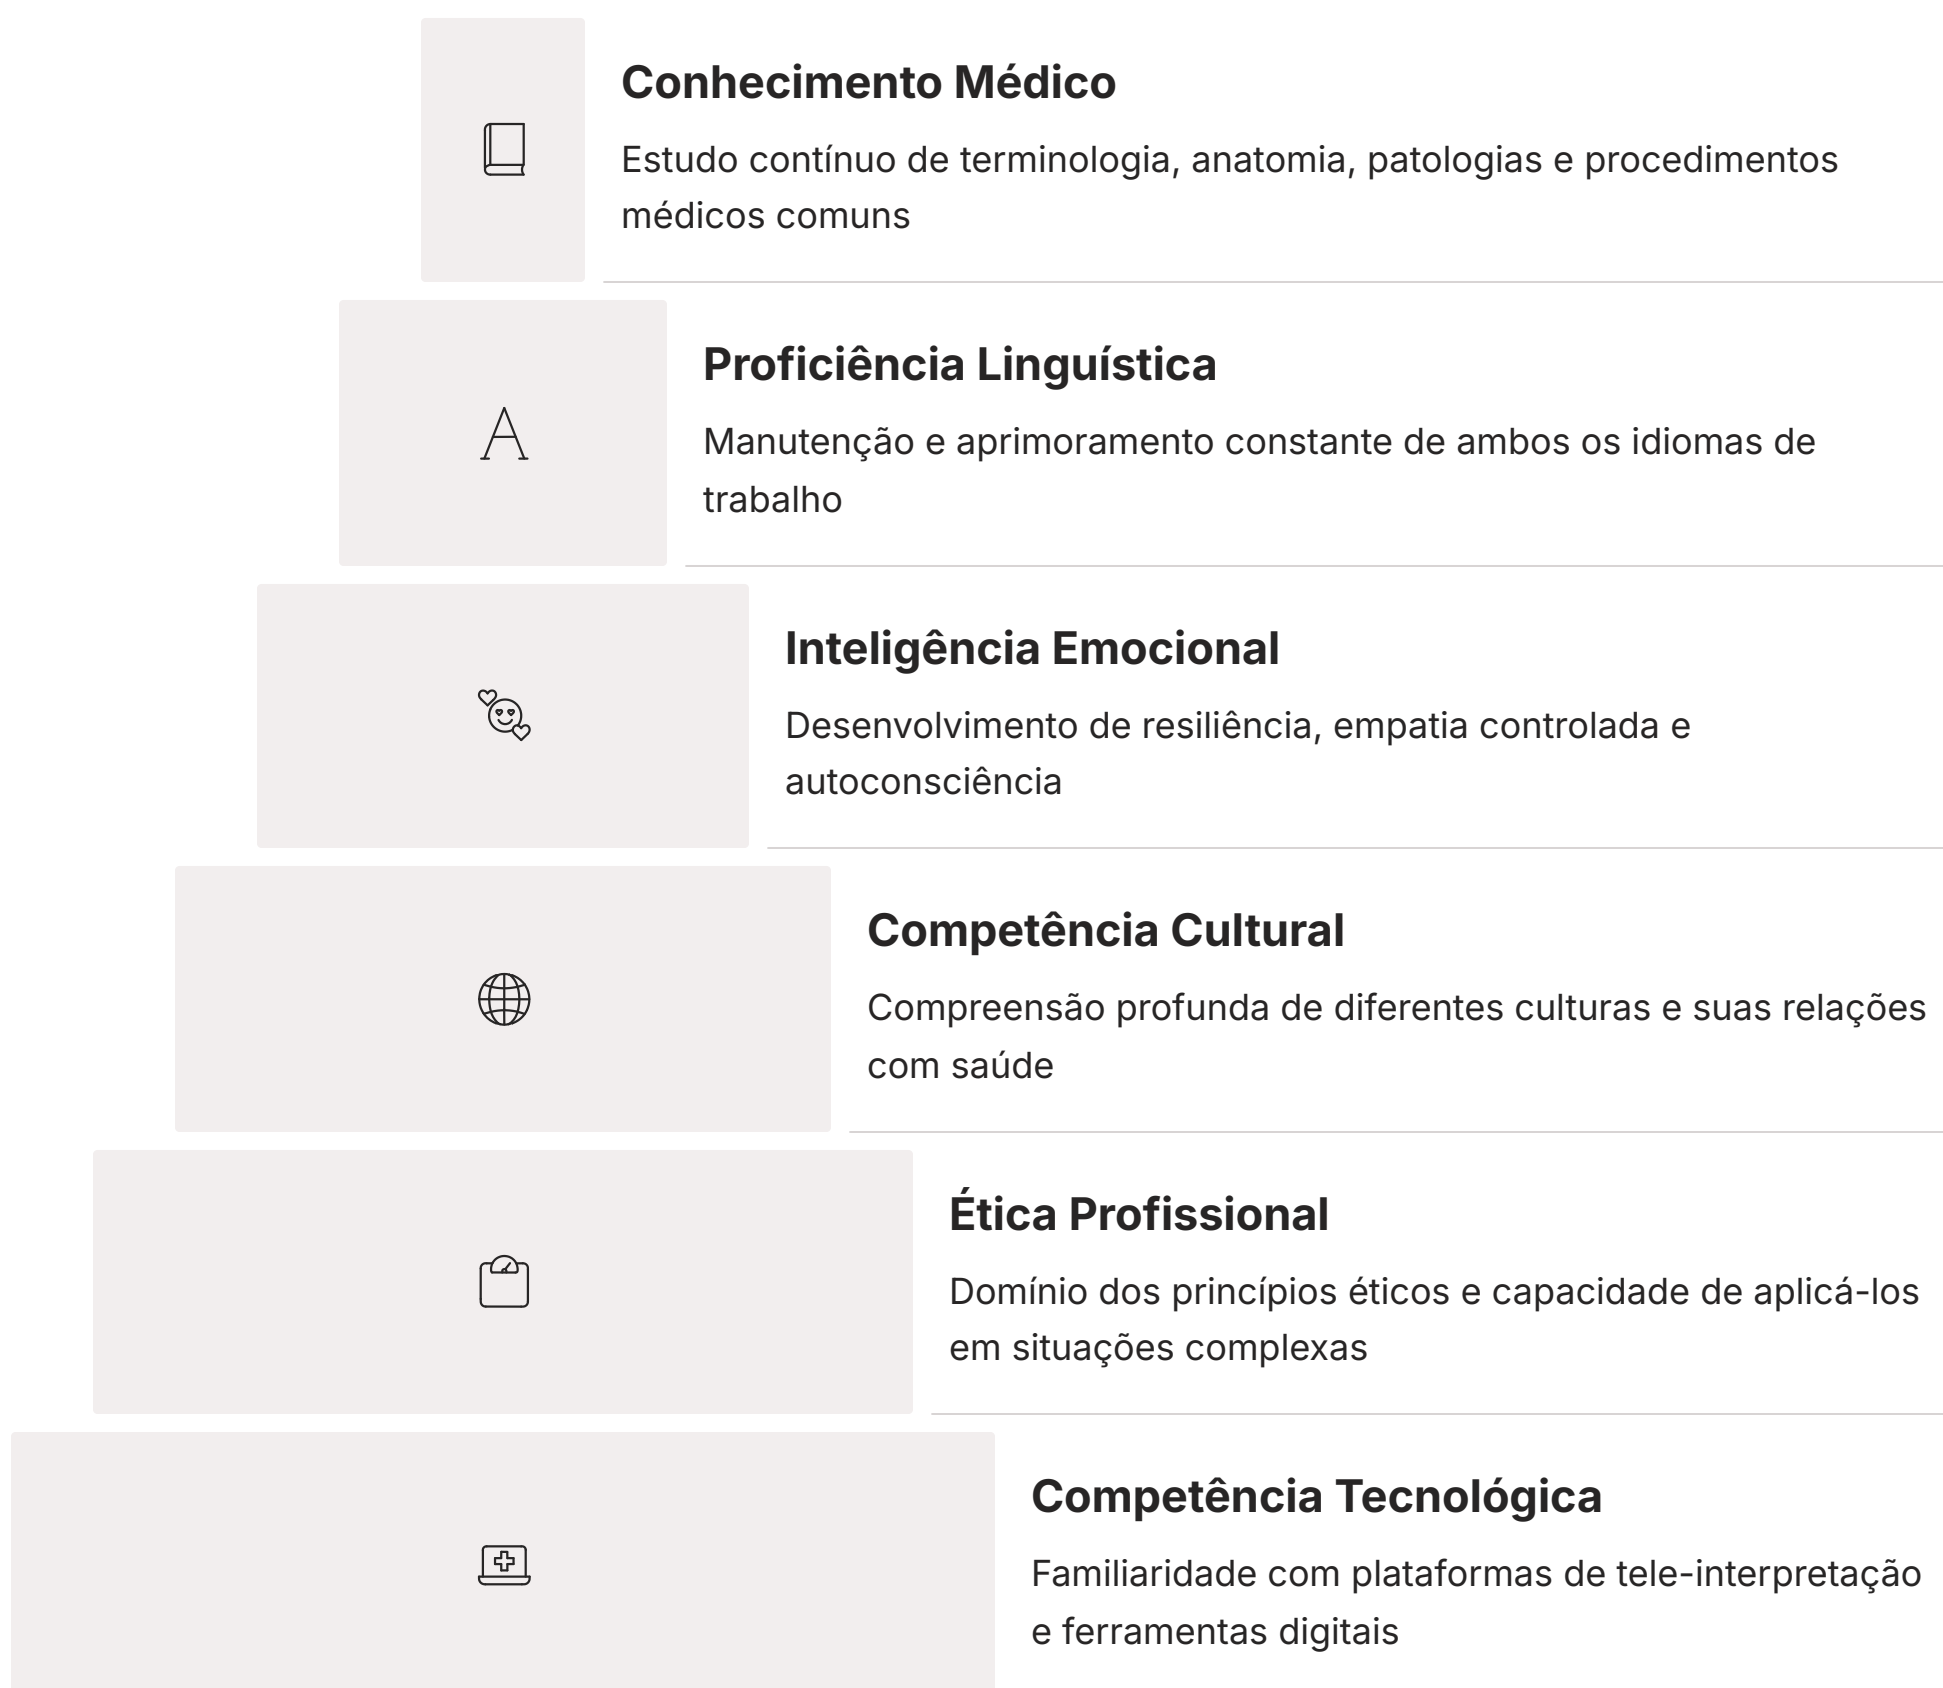 Conhecimento Médico
Estudo contínuo de terminologia, anatomia, patologias e procedimentos
médicos comuns
Proficiência Linguística
Manutenção e aprimoramento constante de ambos os idiomas de
trabalho
Inteligência Emocional
Desenvolvimento de resiliência, empatia controlada e
autoconsciência
Competência Cultural
Compreensão profunda de diferentes culturas e suas relações
com saúde
Ética Profissional
Domínio dos princípios éticos e capacidade de aplicá-los
em situações complexas
Competência Tecnológica
Familiaridade com plataformas de tele-interpretação
e ferramentas digitais